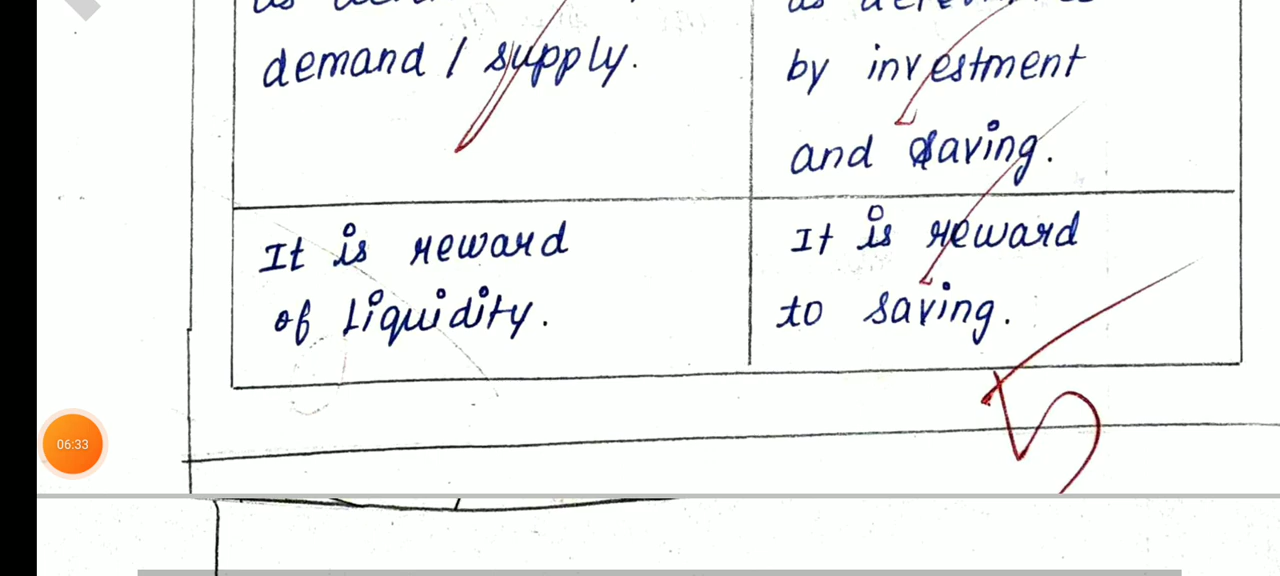 demand / supply.
by investment
and saving.
It is reward
of Liquidity.
It is reward
to saving.
5
06:33